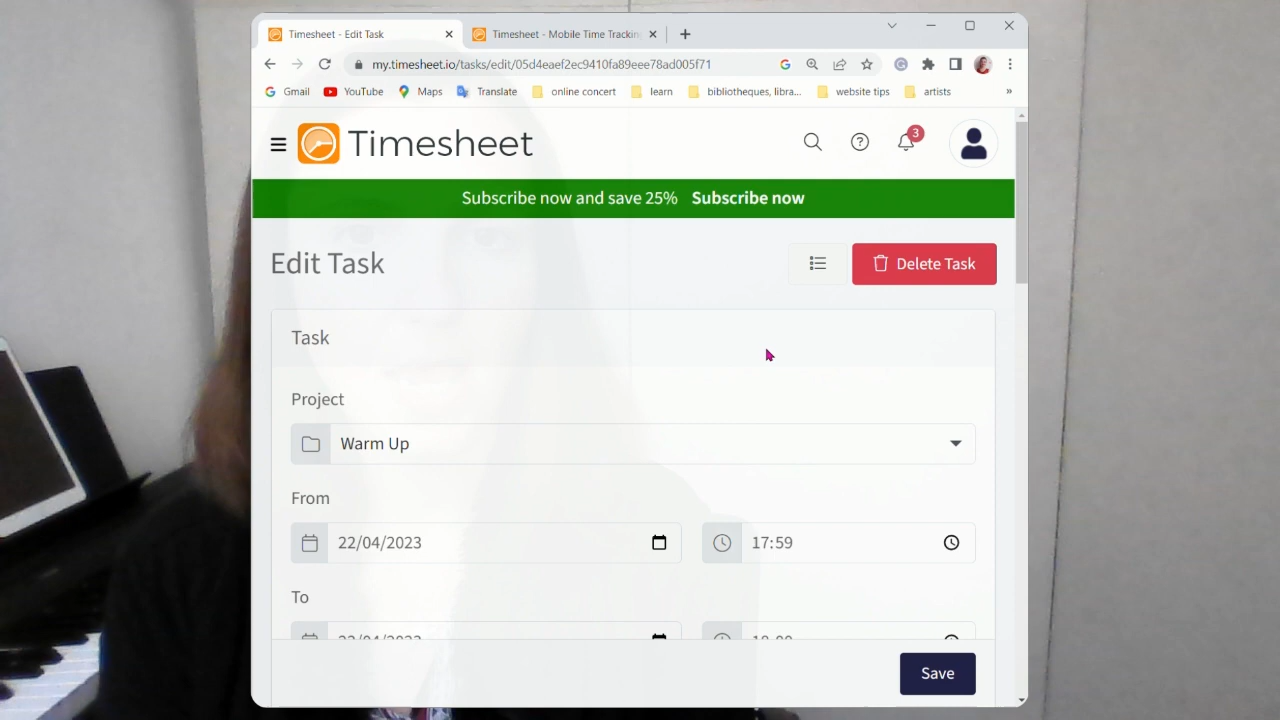 Timesheet - Edit Task
Timesheet - Mobile Time Trackin
my.timesheet.io/tasks/edit/05d4eaef2ec9410fa89eee78ad005f71
Gmail YouTube Maps Translate online concert learn bibliotheques, libra... website tips artists »
Timesheet
3
Subscribe now and save 25% Subscribe now
Edit Task
Delete Task
Task
Project
Warm Up
From
22/04/2023 17:59
To
Save